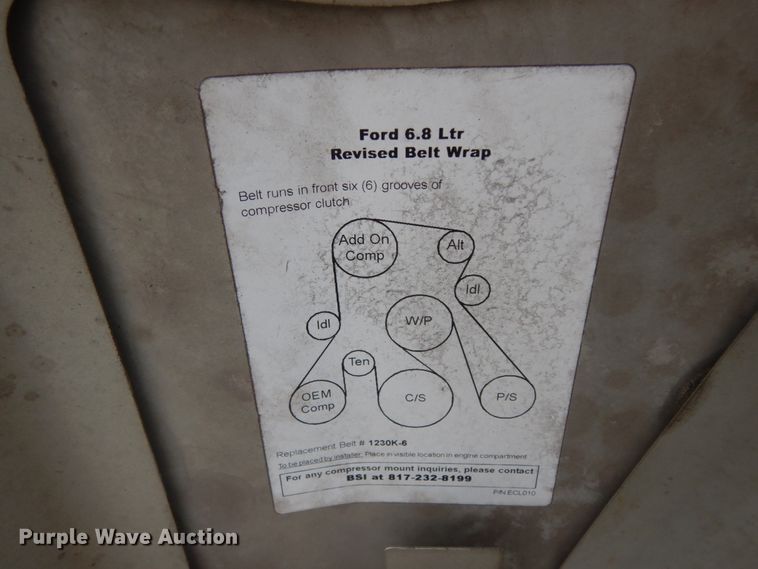 Ford 6.8 Ltr
Revised Belt Wrap
Belt runs in front six (6) grooves of
compressor clutch
Add On
Comp
Alt
Idl
Idl
W/P
Ten
OEM
Comp
C/S
P/S
Replacement Belt # 1230K-6
To be placed by installer: Place in visible location in engine compartment
For any compressor mount inquiries, please contact
BSI at 817-232-8199
P/N ECL010
Purple Wave Auction